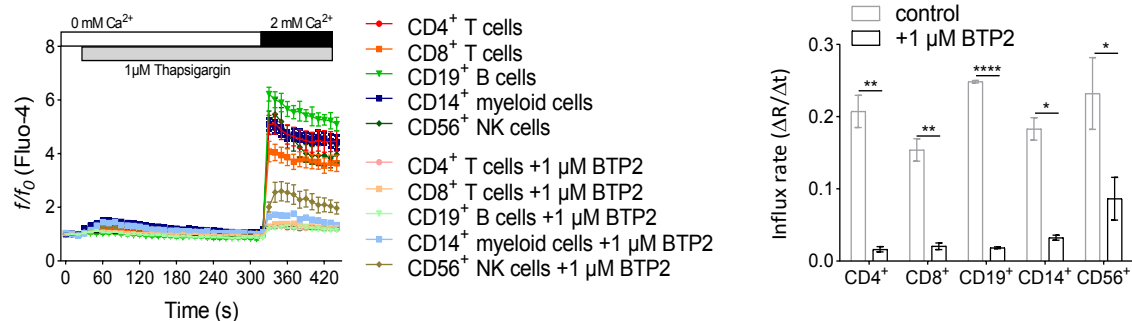 0 mM Ca²⁺ 2 mM Ca²⁺
1µM Thapsigargin
f/f₀ (Fluo-4)
8
6
4
2
0
0 60 120 180 240 300 360 420
Time (s)
CD4⁺ T cells
CD8⁺ T cells
CD19⁺ B cells
CD14⁺ myeloid cells
CD56⁺ NK cells
CD4⁺ T cells +1 µM BTP2
CD8⁺ T cells +1 µM BTP2
CD19⁺ B cells +1 µM BTP2
CD14⁺ myeloid cells +1 µM BTP2
CD56⁺ NK cells +1 µM BTP2
control
+1 µM BTP2
Influx rate (ΔR/Δt)
0.3
0.2
0.1
0.0
** ** **** * *
CD4⁺ CD8⁺ CD19⁺ CD14⁺ CD56⁺